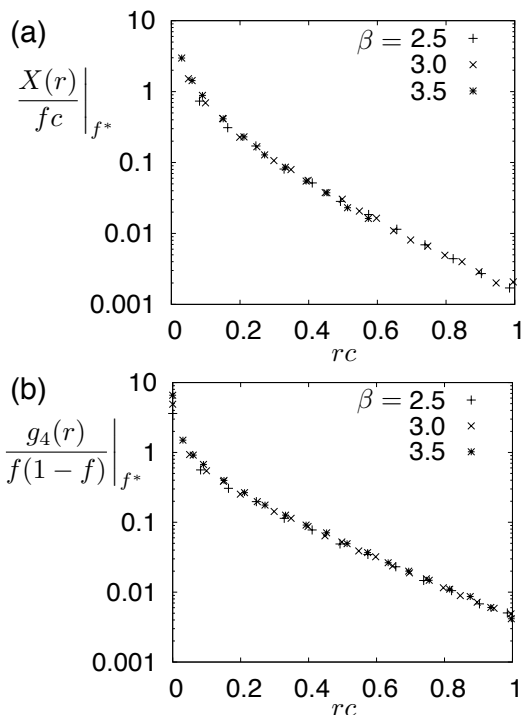 (a)
X(r)/fc |f*
β = 2.5 +
3.0 ×
3.5 *
10
1
0.1
0.01
0.001
0 0.2 0.4 0.6 0.8 1
rc
(b)
g4(r)/f(1 − f) |f*
β = 2.5 +
3.0 ×
3.5 *
10
1
0.1
0.01
0.001
0 0.2 0.4 0.6 0.8 1
rc